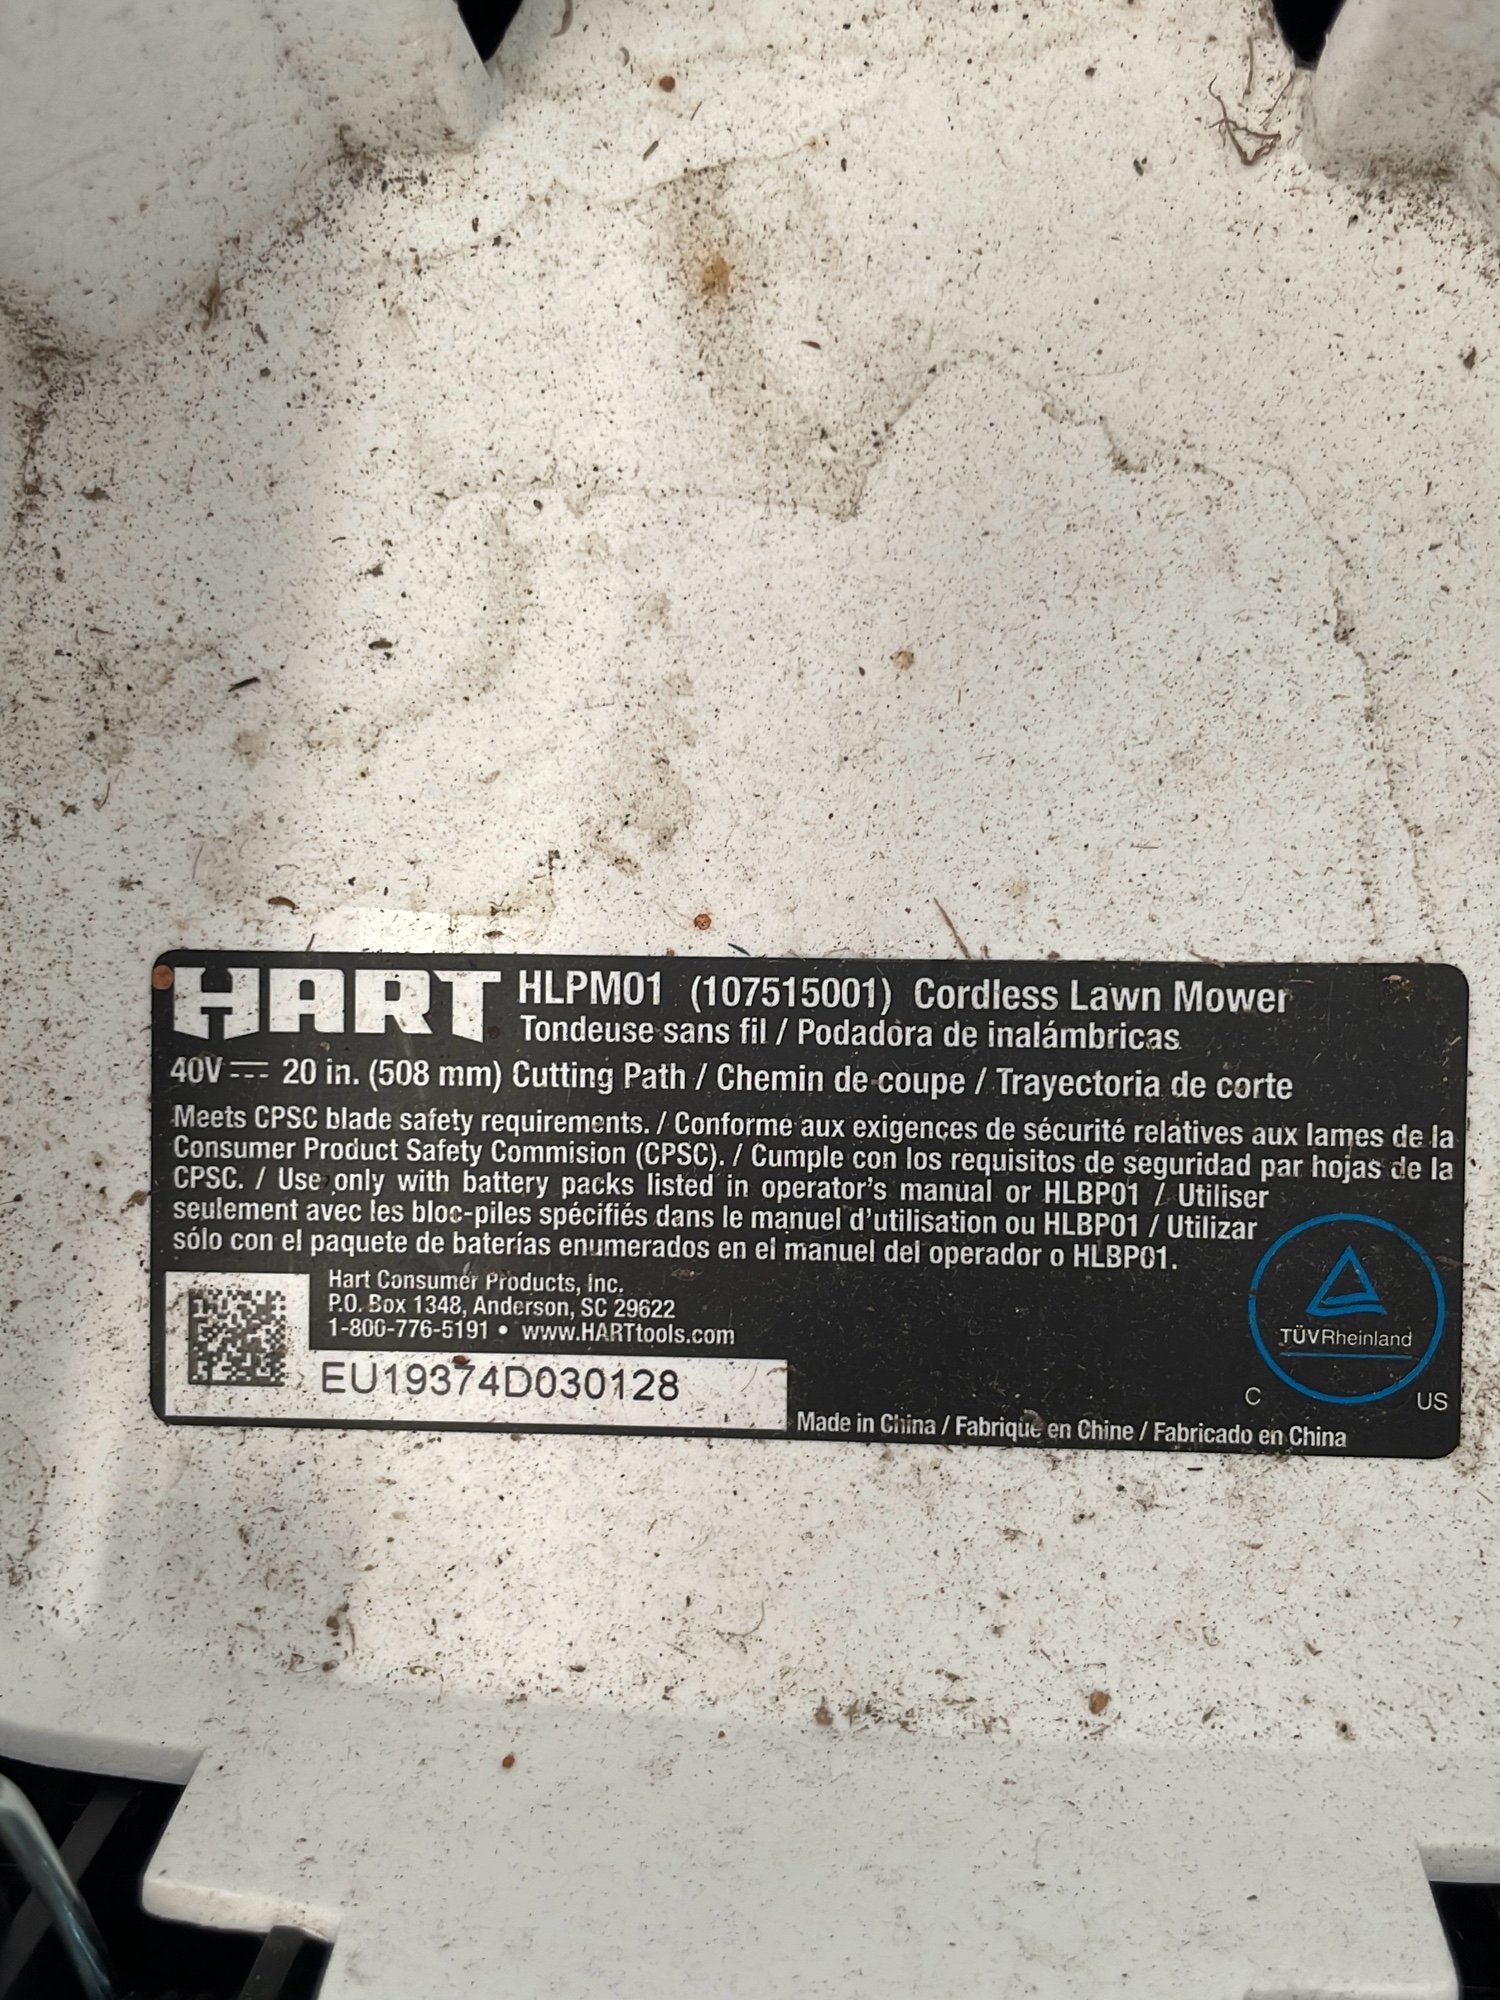 HART HLPM01 (107515001) Cordless Lawn Mower
Tondeuse sans fil / Podadora de inalámbricas
40V 20 in. (508 mm) Cutting Path / Chemin de coupe / Trayectoria de corte
Meets CPSC blade safety requirements. / Conforme aux exigences de sécurité relatives aux lames de la
Consumer Product Safety Commision (CPSC). / Cumple con los requisitos de seguridad par hojas de la
CPSC. / Use only with battery packs listed in operator's manual or HLBP01 / Utiliser
seulement avec les bloc-piles spécifiés dans le manuel d'utilisation ou HLBP01 / Utilizar
sólo con el paquete de baterías enumerados en el manuel del operador o HLBP01.
Hart Consumer Products, Inc.
P.O. Box 1348, Anderson, SC 29622
1-800-776-5191 • www.HARTtools.com
EU19374D030128
TÜVRheinland
C US
Made in China / Fabriqué en Chine / Fabricado en China